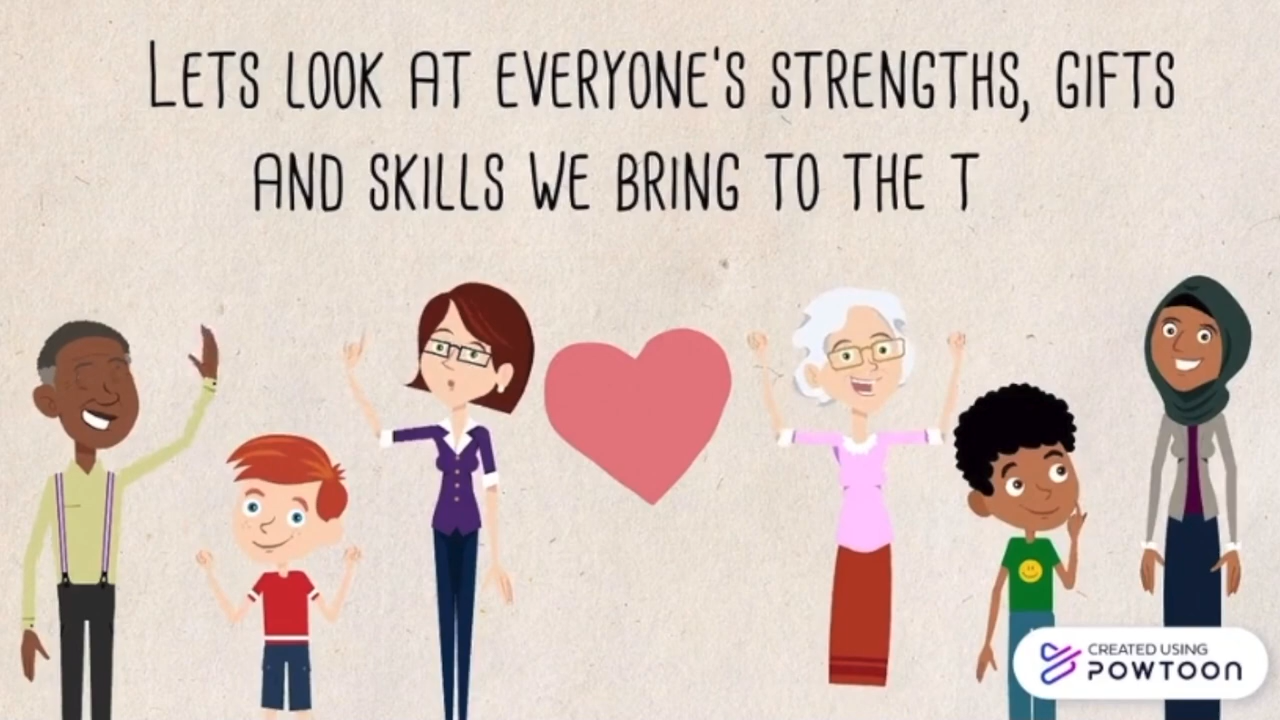 LETS LOOK AT EVERYONE'S STRENGTHS, GIFTS
AND SKILLS WE BRING TO THE T
CREATED USING
POWTOON